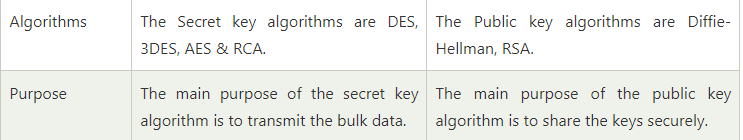 Algorithms
The Secret key algorithms are DES,
3DES, AES & RCA.
The Public key algorithms are Diffie-
Hellman, RSA.
Purpose
The main purpose of the secret key
algorithm is to transmit the bulk data.
The main purpose of the public key
algorithm is to share the keys securely.